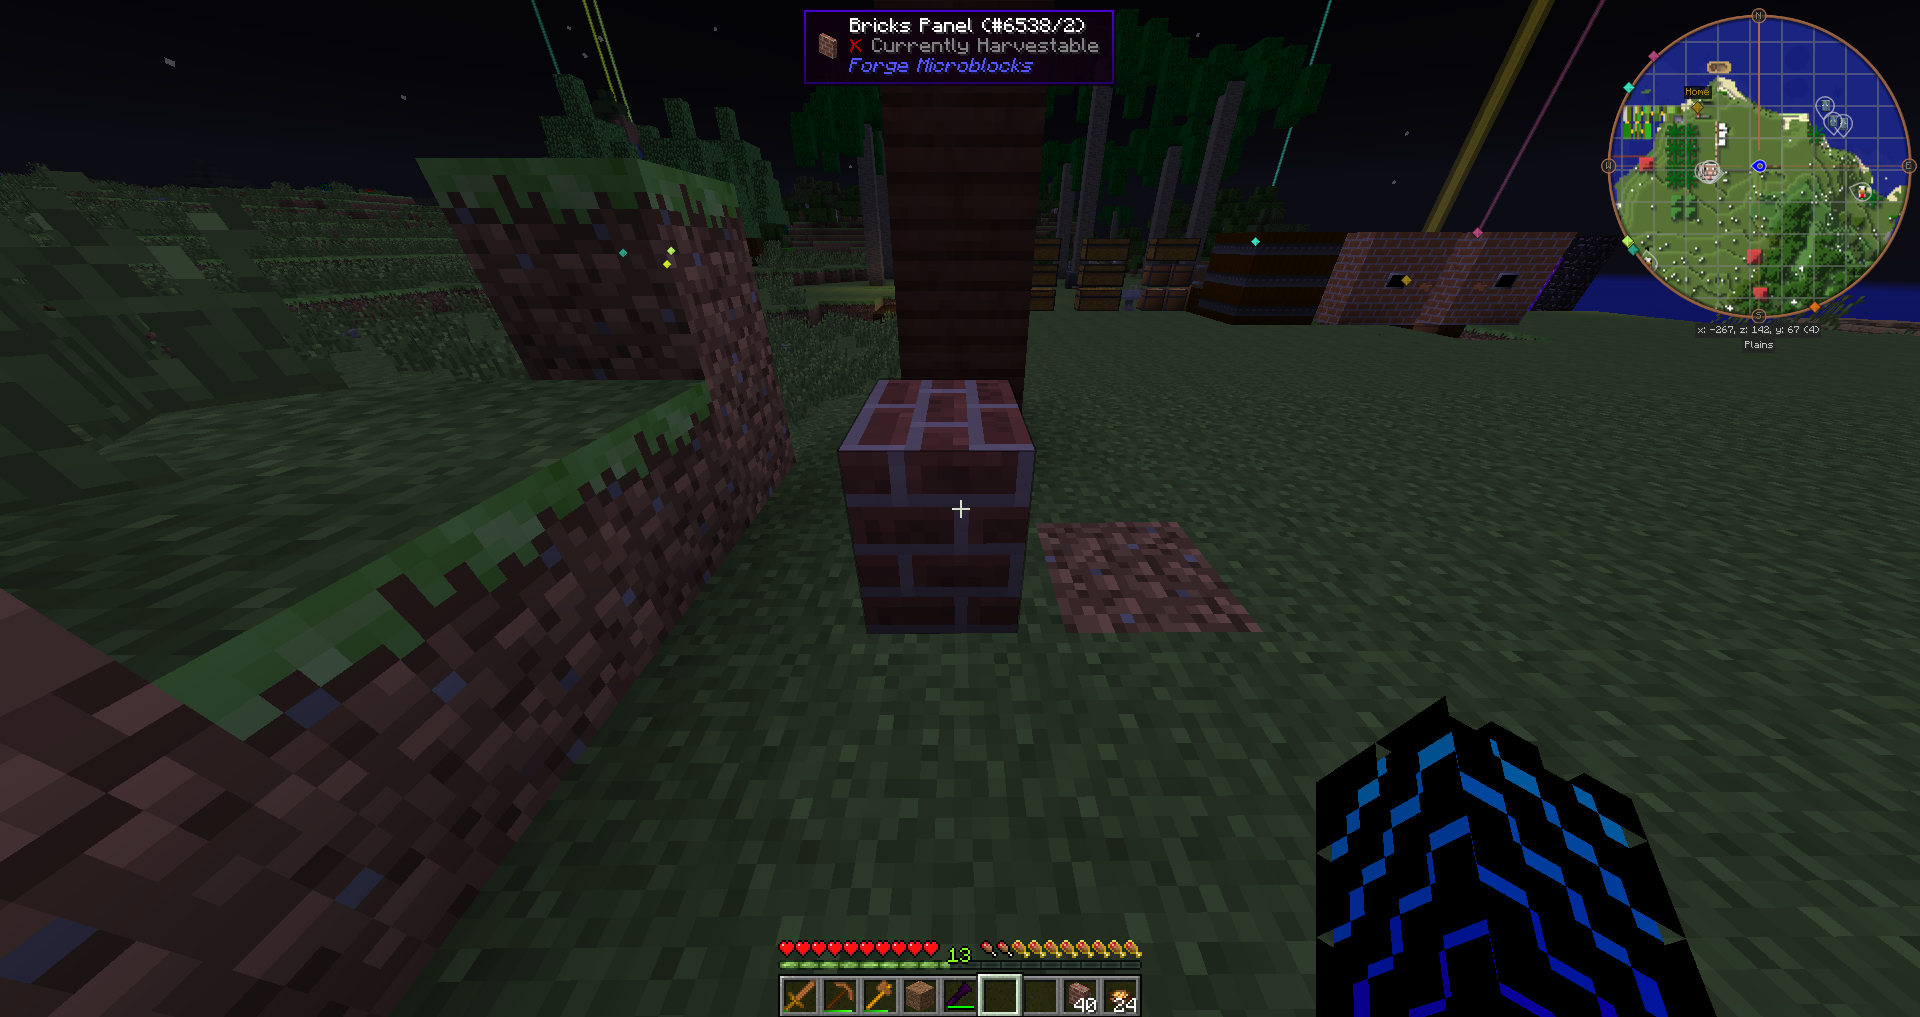 Bricks Panel (#6538/2)
X Currently Harvestable
Forge Microblocks
N
Home
W
E
S
x: -267, z: 142, y: 67 (4)
Plains
13
40
24